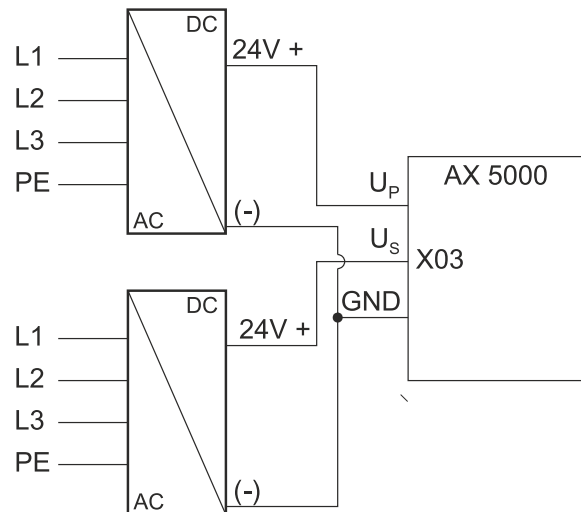 DC
L1
24V +
L2
L3
PE
AX 5000
UP
AC
(-)
US
X03
DC
GND
L1
24V +
L2
L3
PE
AC
(-)